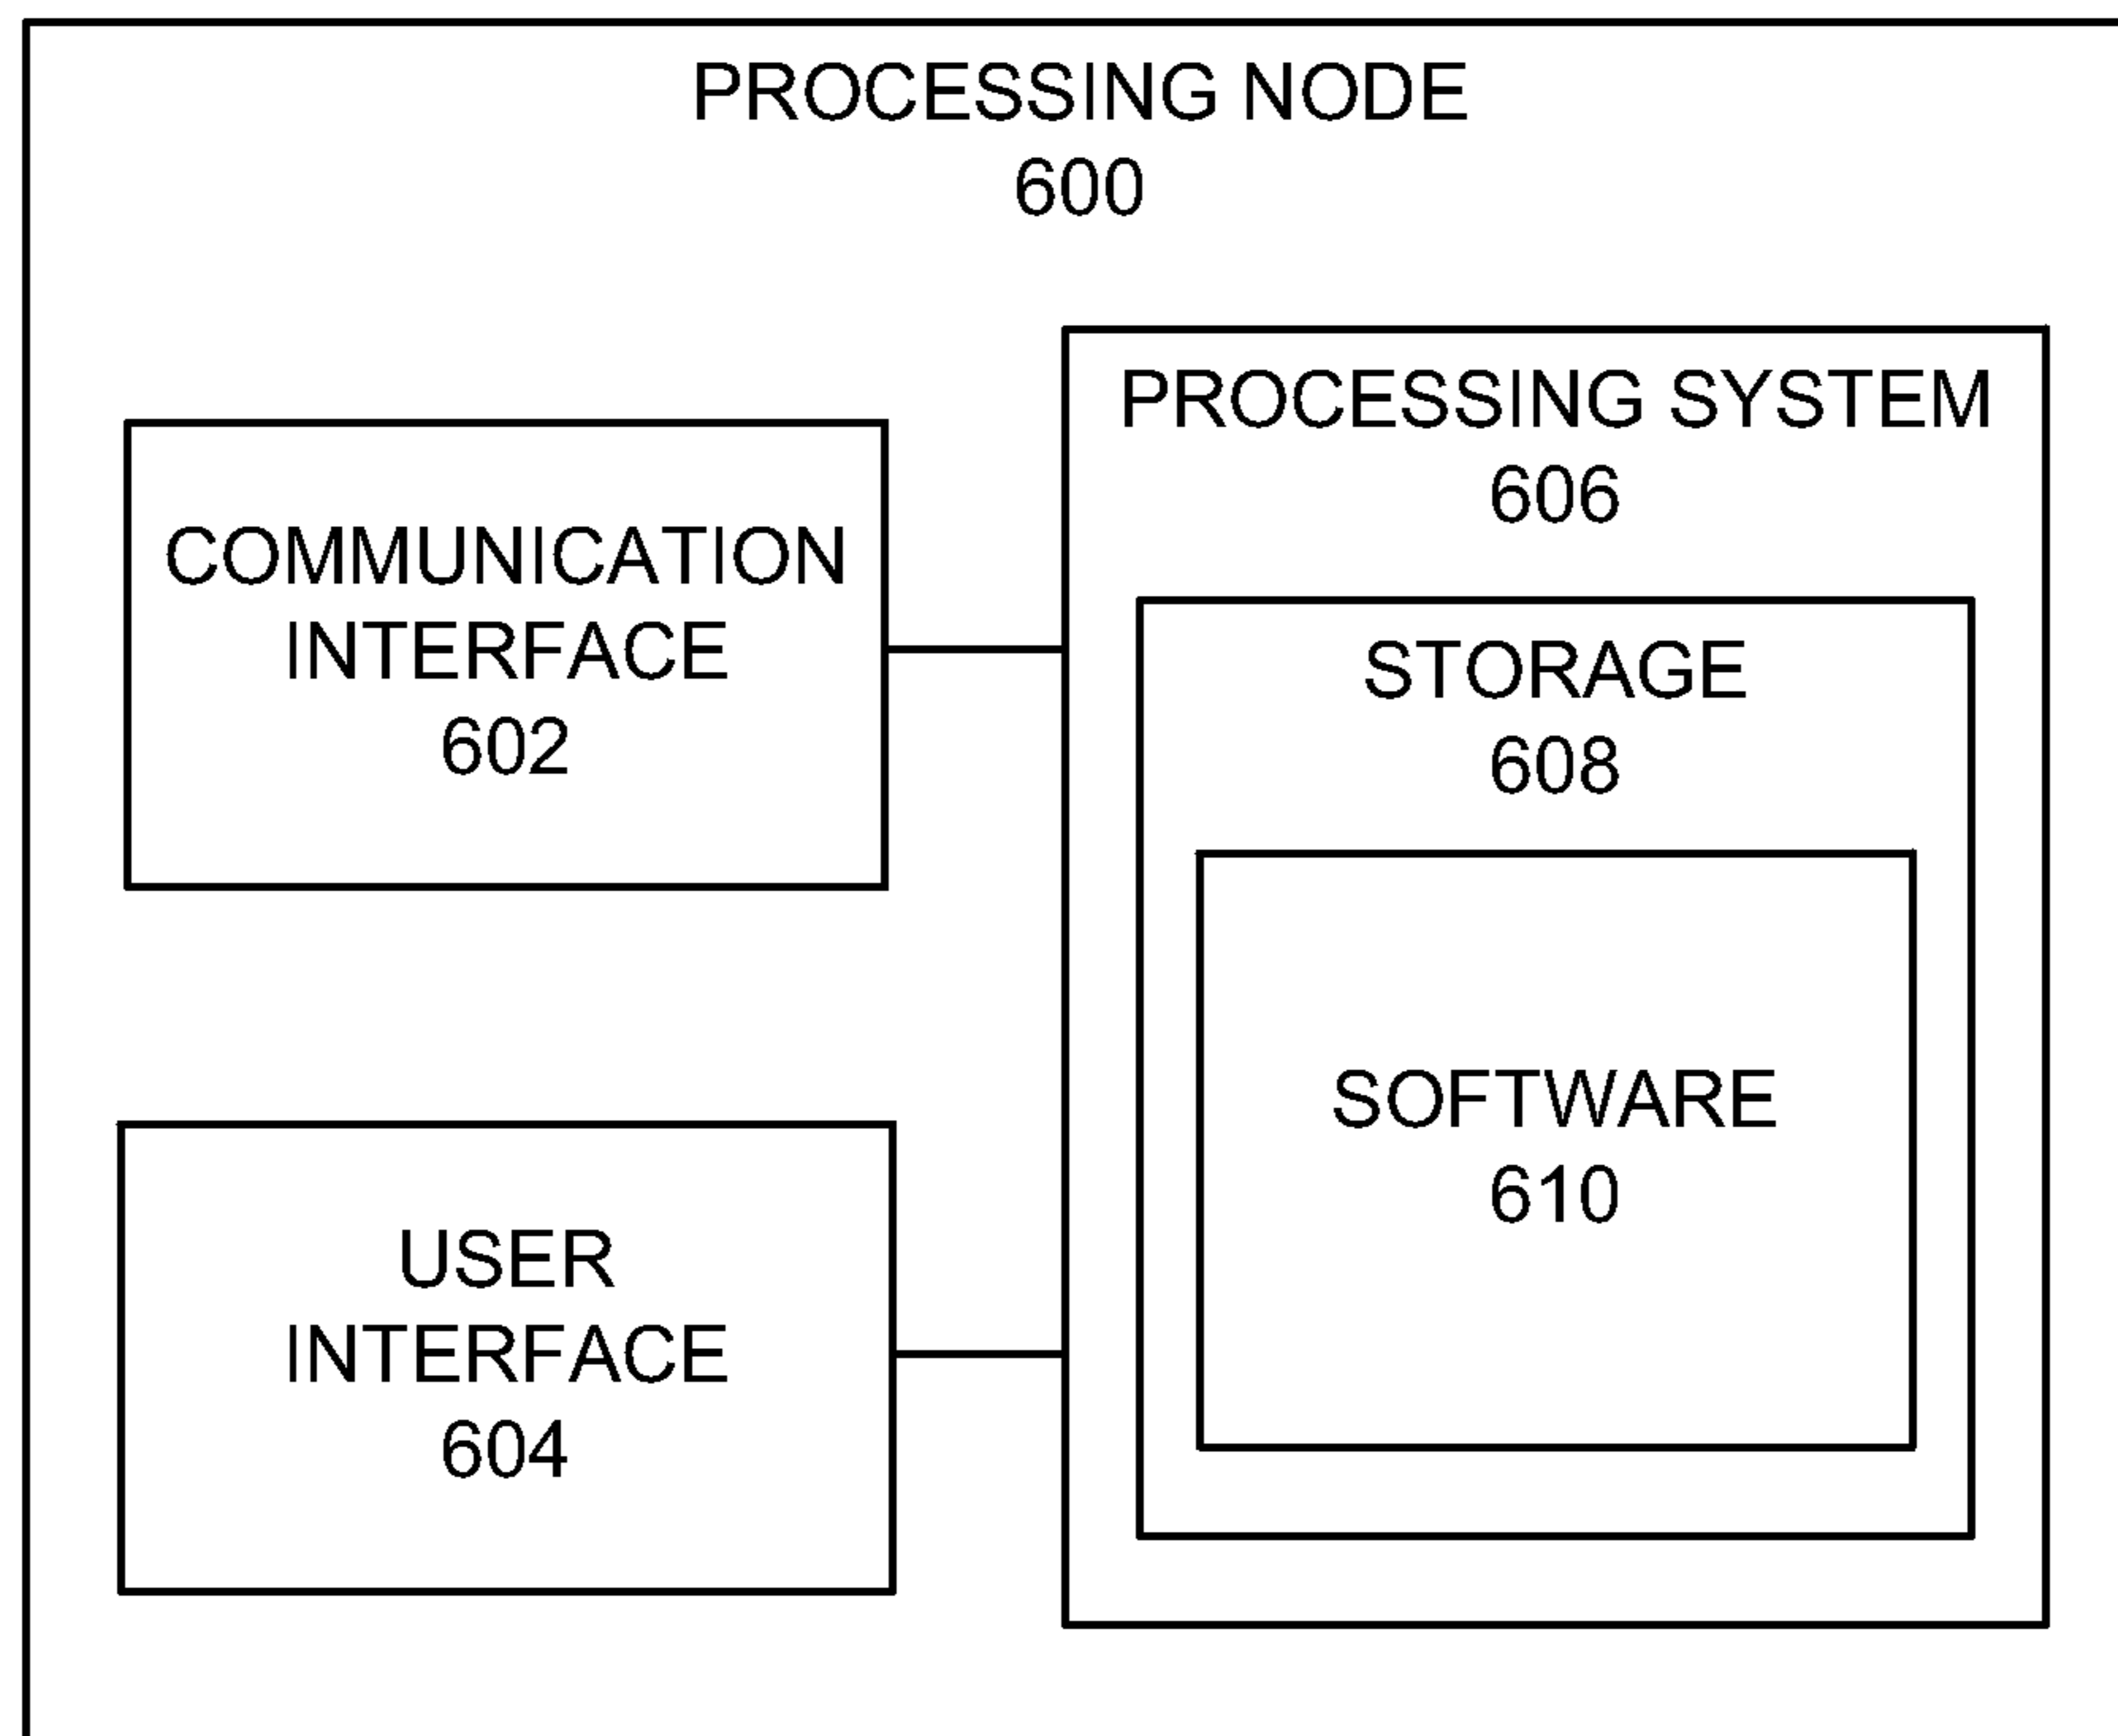 PROCESSING NODE
600
COMMUNICATION
INTERFACE
602
USER
INTERFACE
604
PROCESSING SYSTEM
606
STORAGE
608
SOFTWARE
610